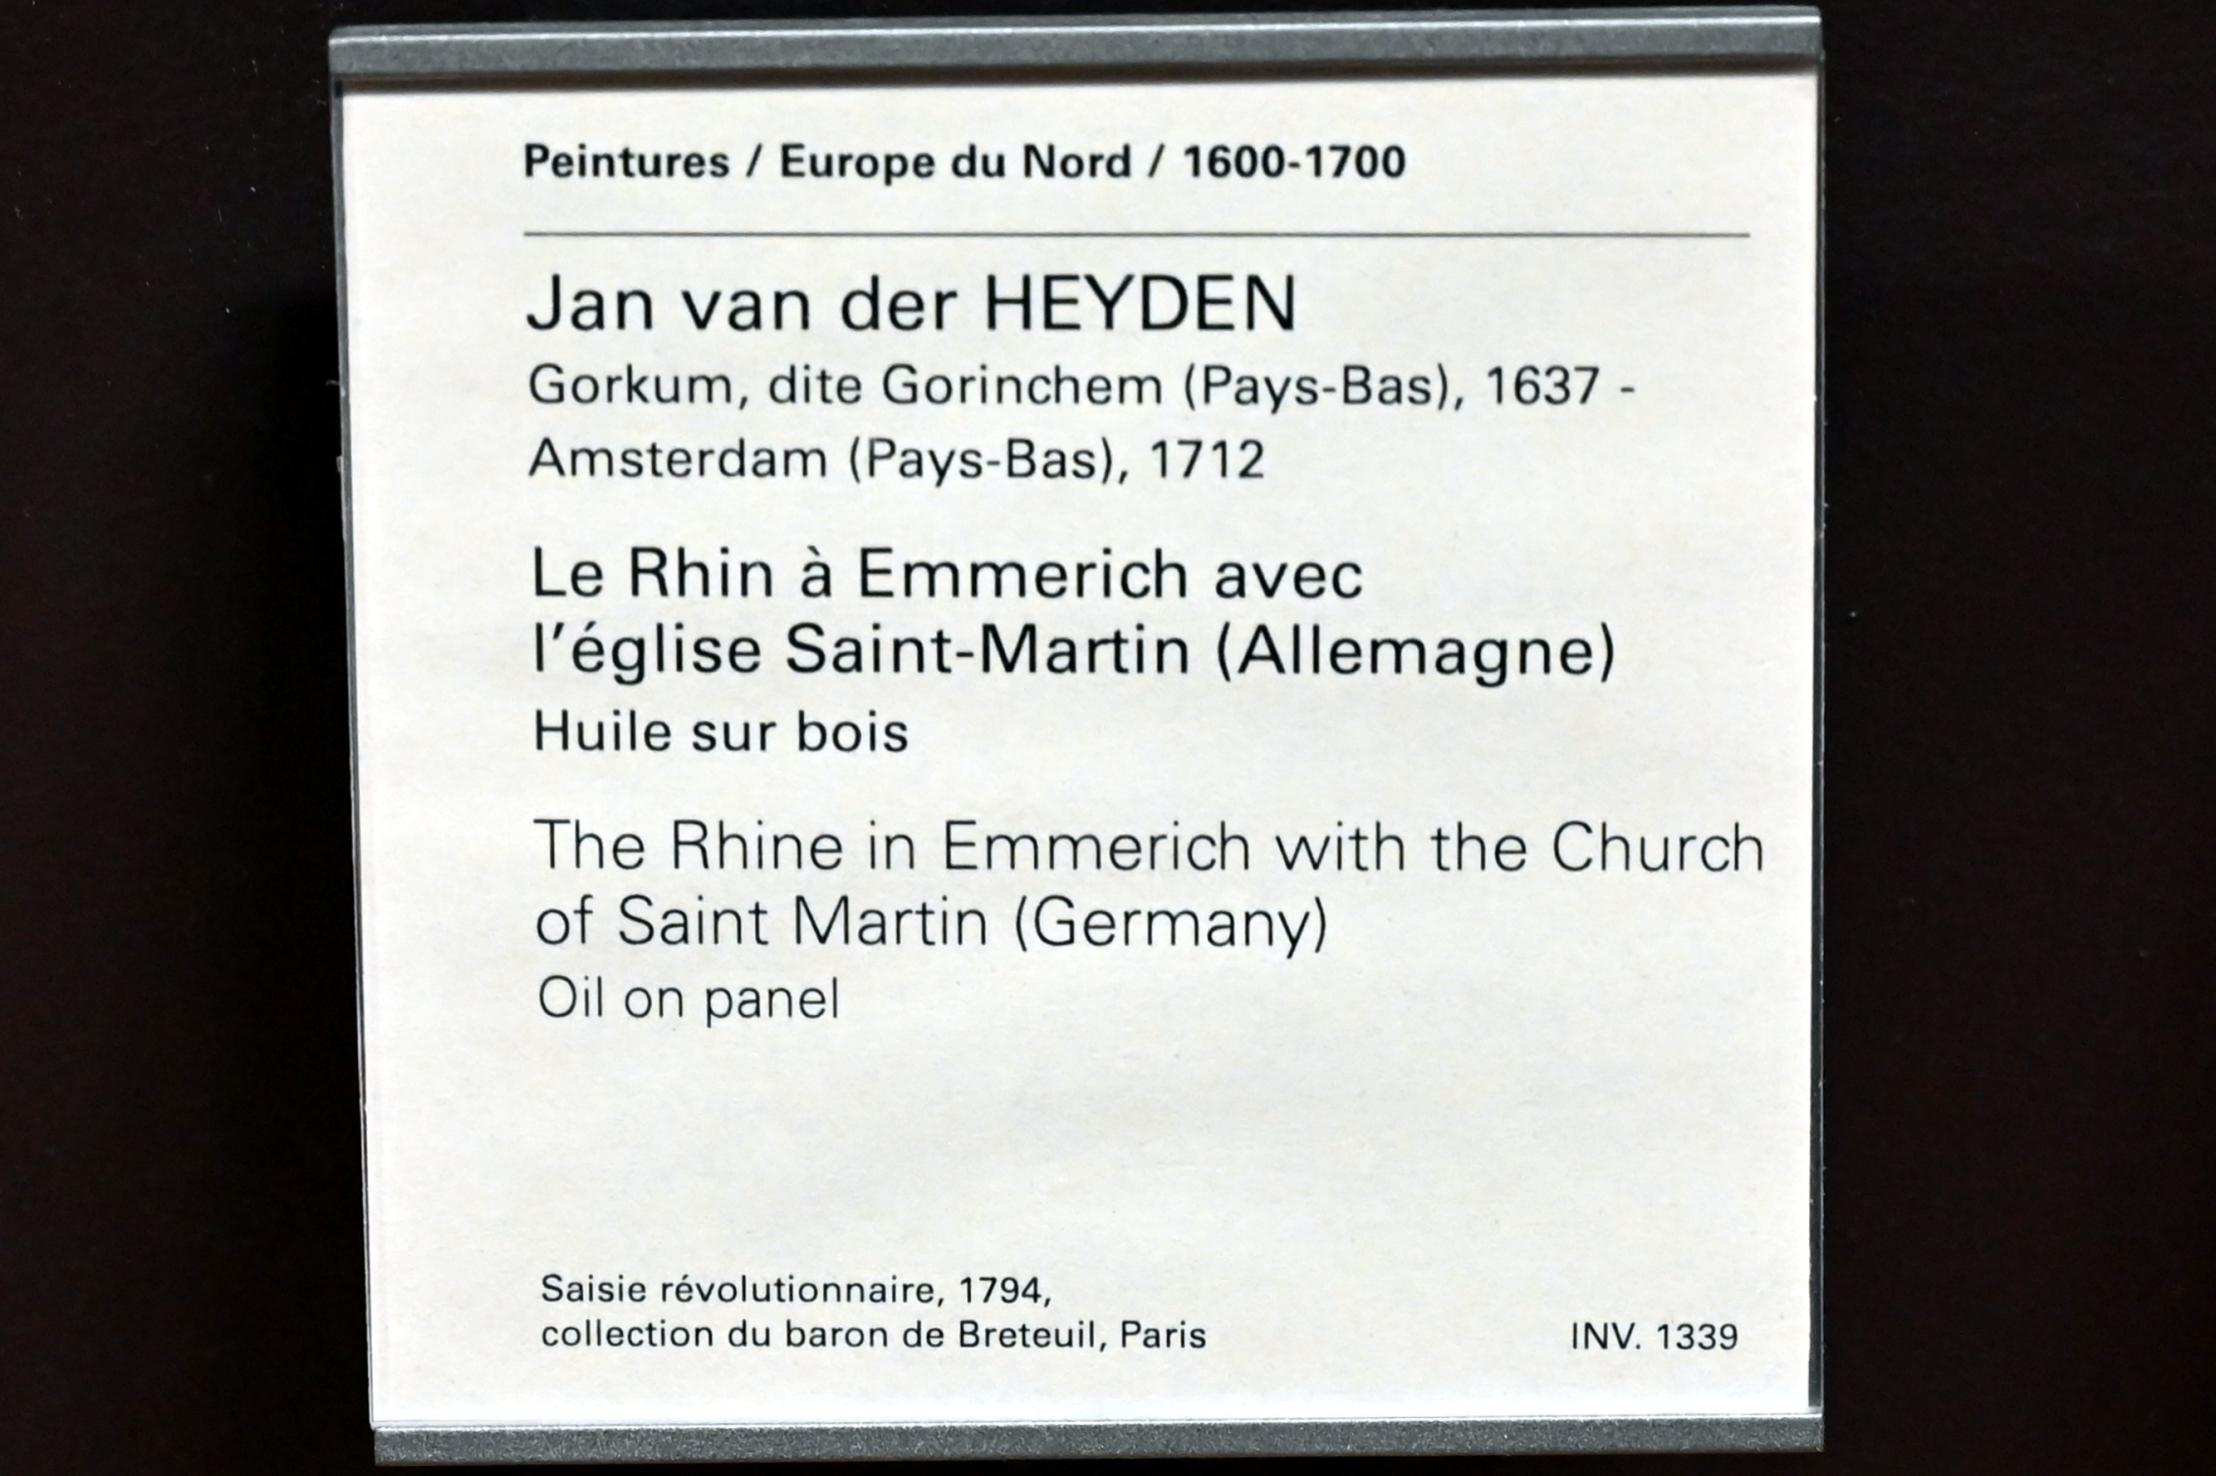 Peintures / Europe du Nord / 1600-1700
Jan van der HEYDEN
Gorkum, dite Gorinchem (Pays-Bas), 1637 -
Amsterdam (Pays-Bas), 1712
Le Rhin à Emmerich avec
l'église Saint-Martin (Allemagne)
Huile sur bois
The Rhine in Emmerich with the Church
of Saint Martin (Germany)
Oil on panel
Saisie révolutionnaire, 1794,
collection du baron de Breteuil, Paris
INV. 1339